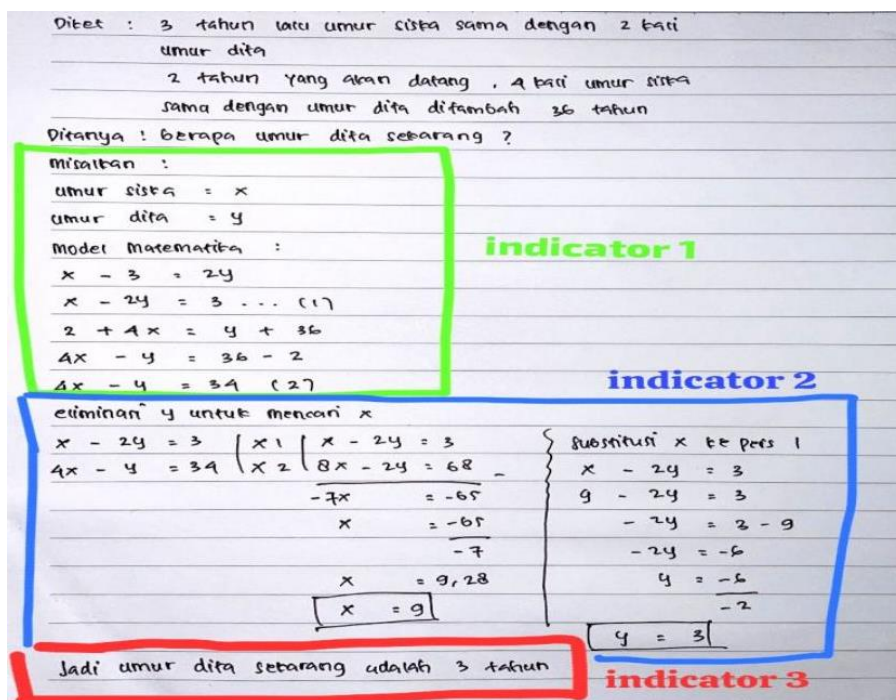 Diket : 3 tahun lalu umur siska sama dengan 2 kali
umur dita
2 tahun yang akan datang, 4 kali umur siska
sama dengan umur dita ditambah 36 tahun
Ditanya : berapa umur dita sekarang ?
misalkan :
umur siska = x
umur dita = y
model matematika :
x - 3 = 2y
x - 2y = 3 ... (1)
2 + 4x = y + 36
4x - y = 36 - 2
4x - y = 34 (2)
indicator 1
indicator 2
eliminasi y untuk mencari x
x - 2y = 3 | x 1 | x - 2y = 3
4x - y = 34 | x 2 | 8x - 2y = 68 -
-7x = -65
x = -65
-7
x = 9,28
x = 9
substitusi x ke pers 1
x - 2y = 3
9 - 2y = 3
- 2y = 3 - 9
- 2y = -6
y = -6
-2
y = 3
Jadi umur dita sekarang adalah 3 tahun
indicator 3